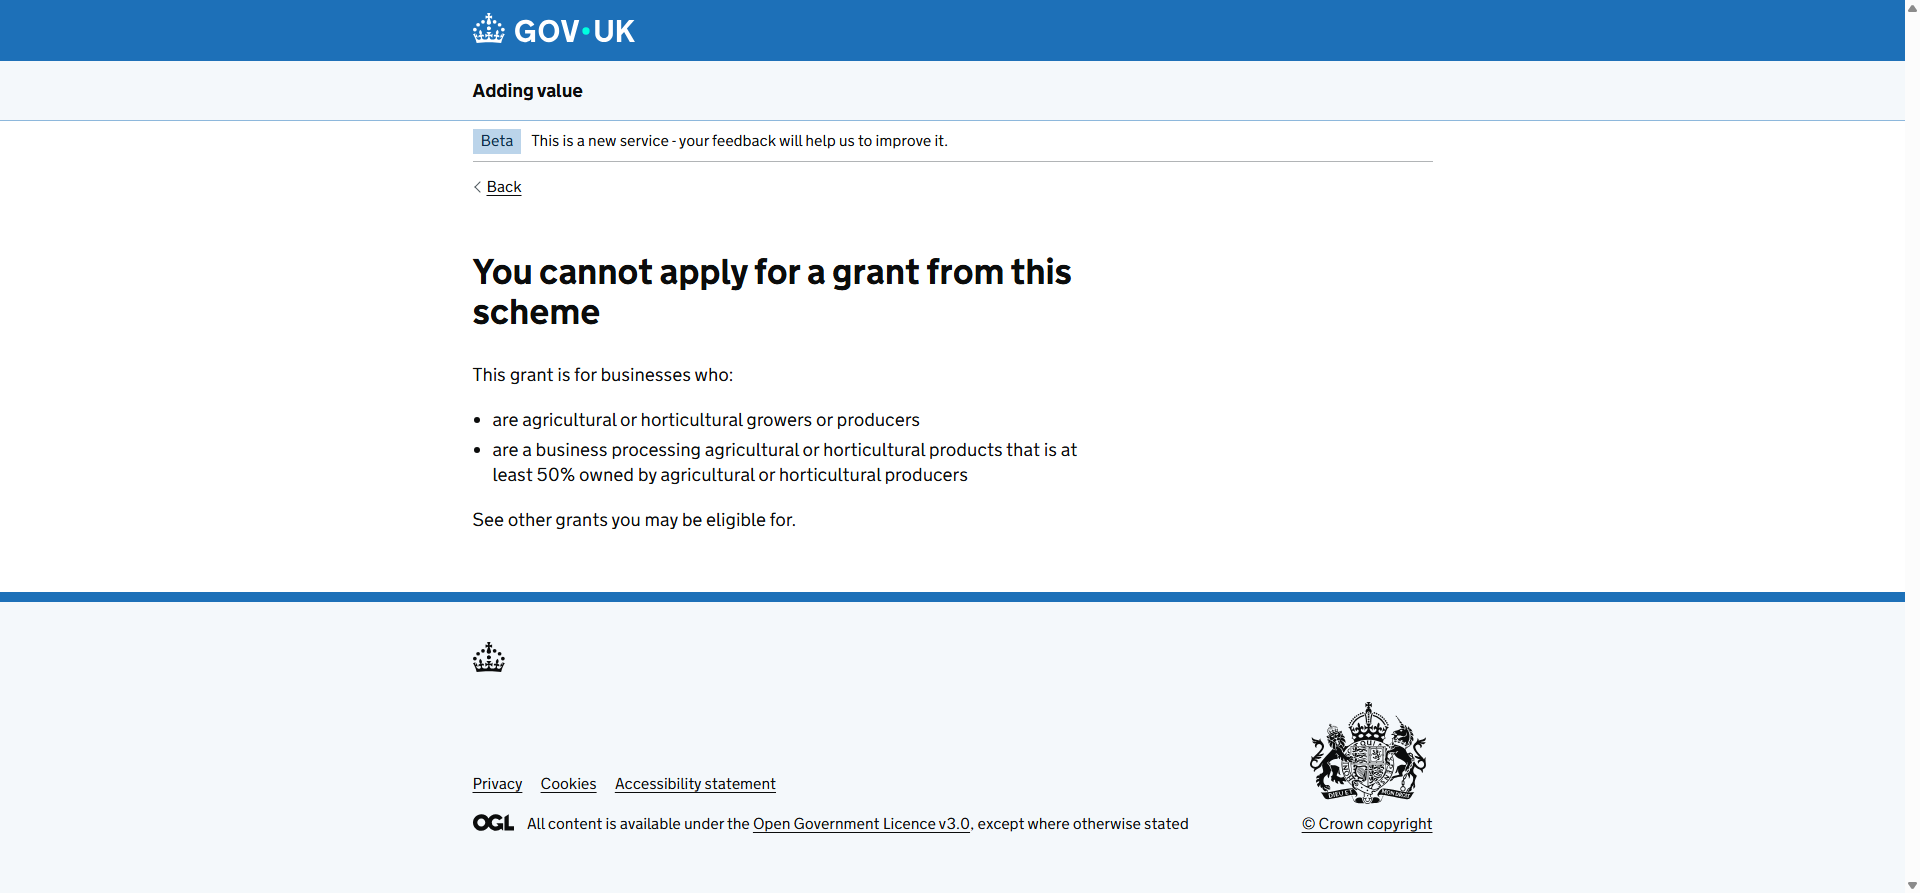 GOV•UK
Adding value
Beta This is a new service - your feedback will help us to improve it.
Back
You cannot apply for a grant from this
scheme
This grant is for businesses who:
• are agricultural or horticultural growers or producers
• are a business processing agricultural or horticultural products that is at
least 50% owned by agricultural or horticultural producers
See other grants you may be eligible for.
Privacy Cookies Accessibility statement
OGL All content is available under the Open Government Licence v3.0, except where otherwise stated
DIEU ET MON DROIT
© Crown copyright